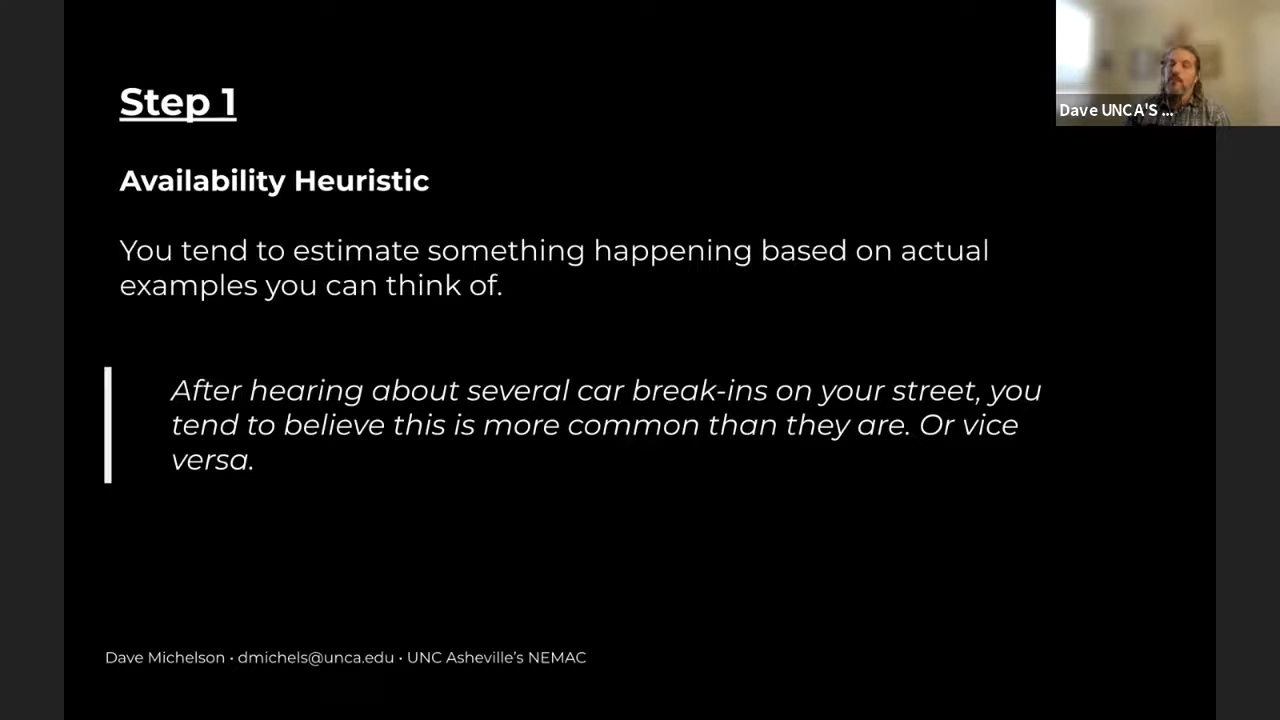 Step 1
Dave UNCA'S ...
Availability Heuristic
You tend to estimate something happening based on actual
examples you can think of.
After hearing about several car break-ins on your street, you
tend to believe this is more common than they are. Or vice
versa.
Dave Michelson • dmichels@unca.edu • UNC Asheville’s NEMAC